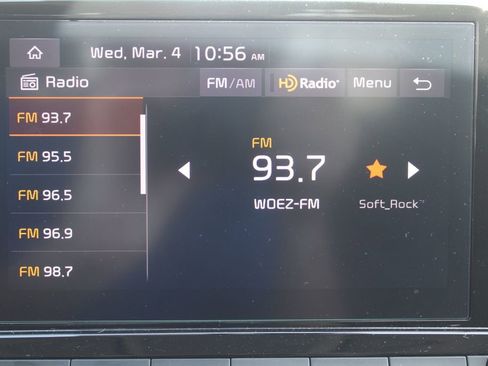 Wed, Mar. 4 10:56 AM
Radio FM/AM HD Radio Menu
FM 93.7
FM 95.5
FM 96.5
FM 96.9
FM 98.7
FM
93.7
WOEZ-FM Soft_Rock™